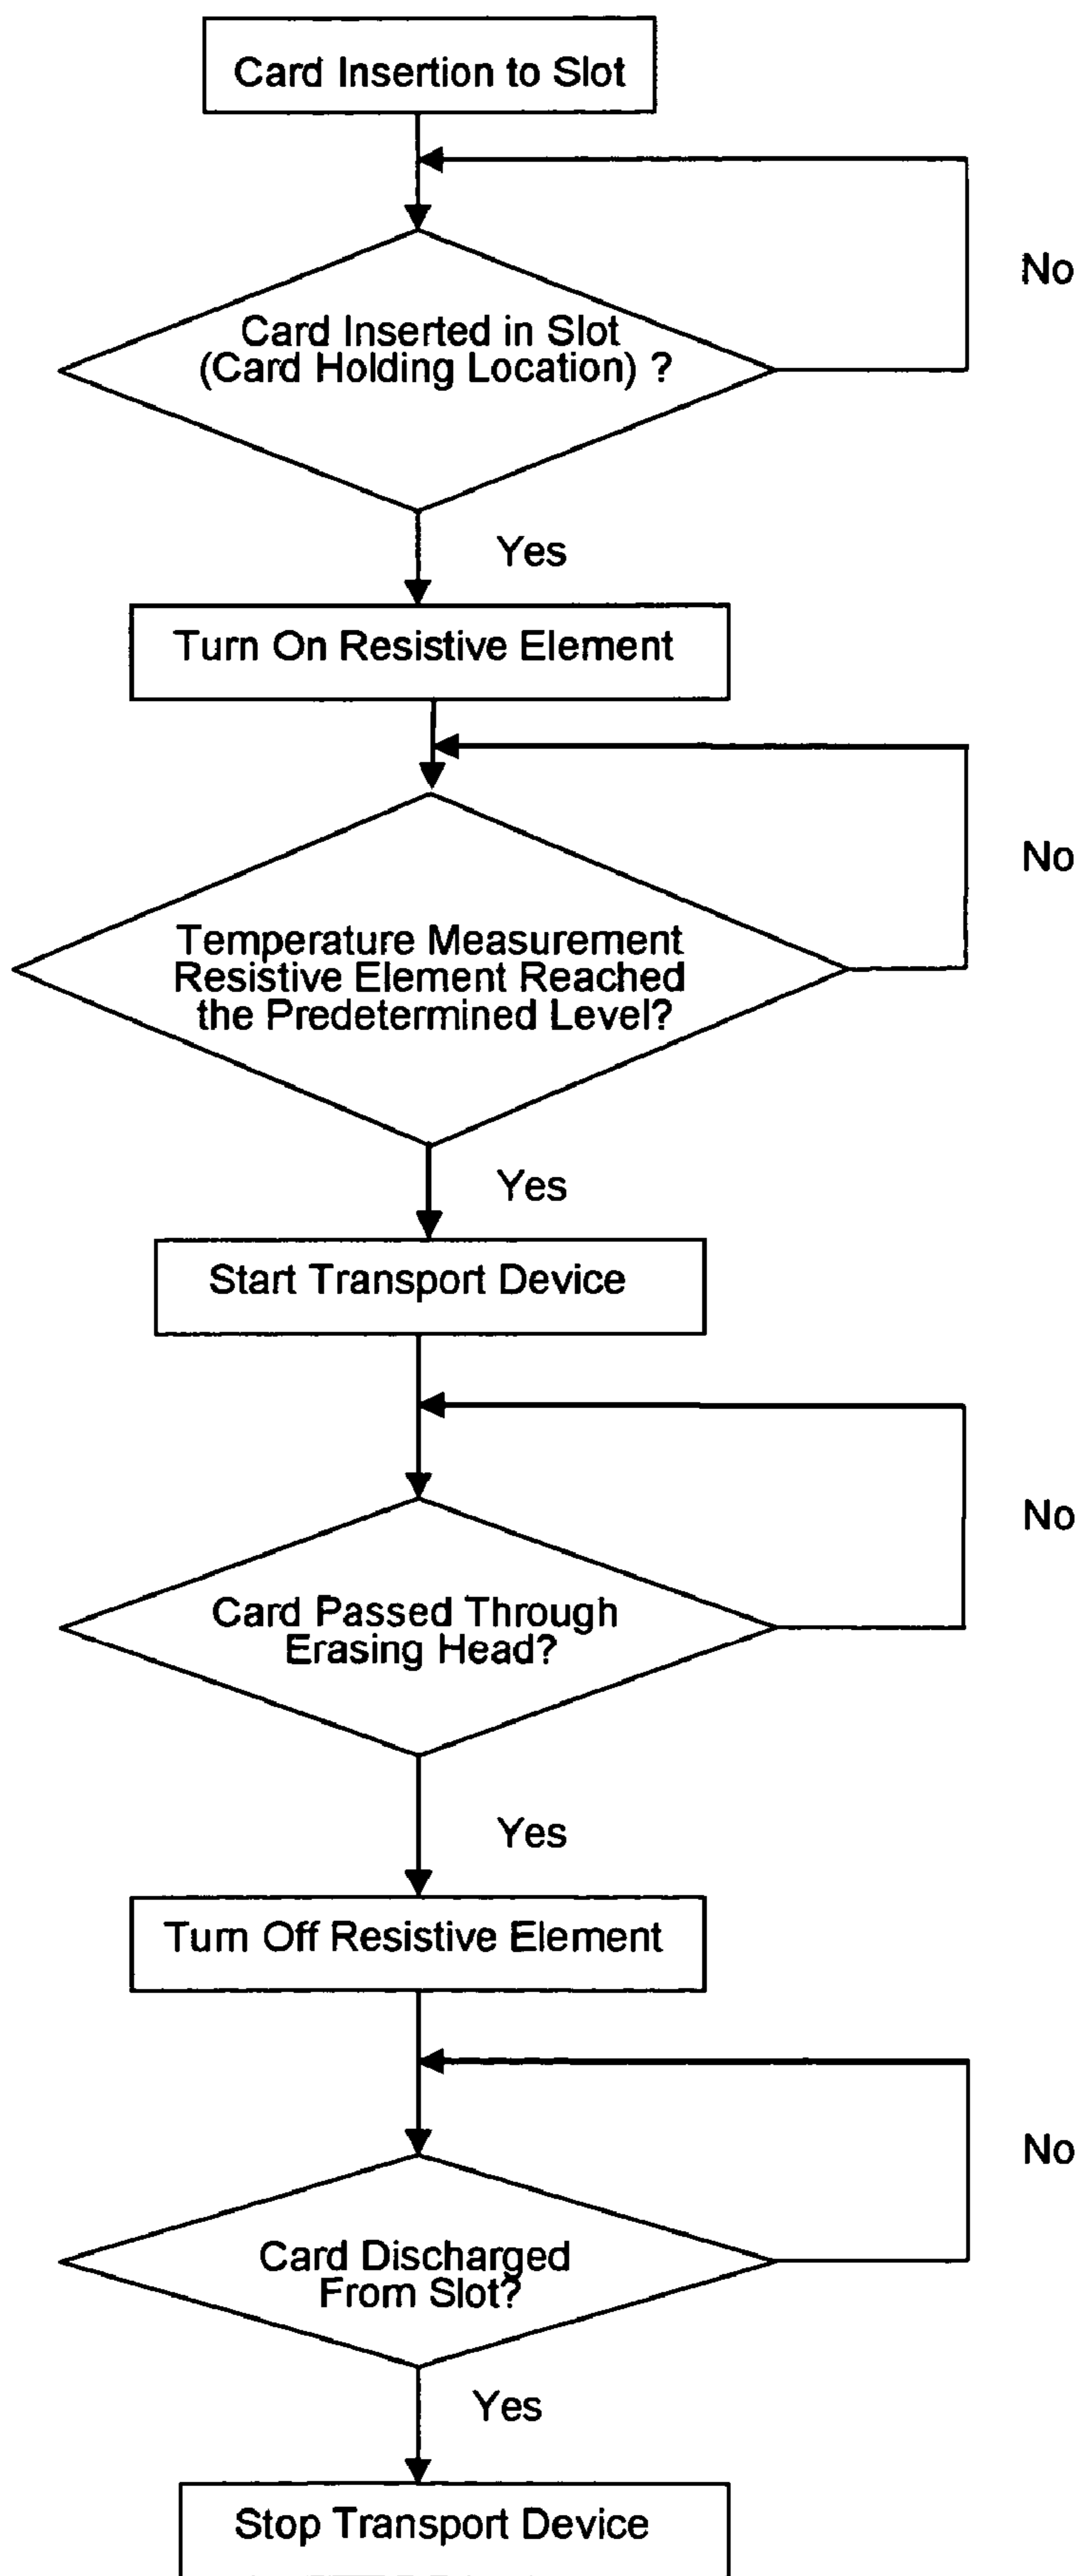 Card Insertion to Slot
No
Card Inserted in Slot
(Card Holding Location) ?
Yes
Turn On Resistive Element
No
Temperature Measurement
Resistive Element Reached
the Predetermined Level?
Yes
Start Transport Device
No
Card Passed Through
Erasing Head?
Yes
Turn Off Resistive Element
No
Card Discharged
From Slot?
Yes
Stop Transport Device